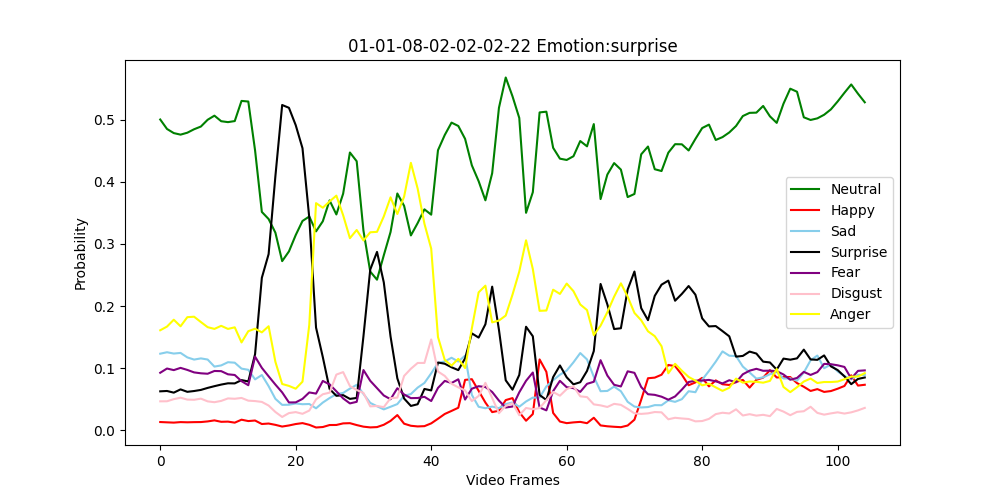 01-01-08-02-02-02-22 Emotion:surprise
Probability
0.5
0.4
0.3
0.2
0.1
0.0
0 20 40 60 80 100
Video Frames
Neutral
Happy
Sad
Surprise
Fear
Disgust
Anger